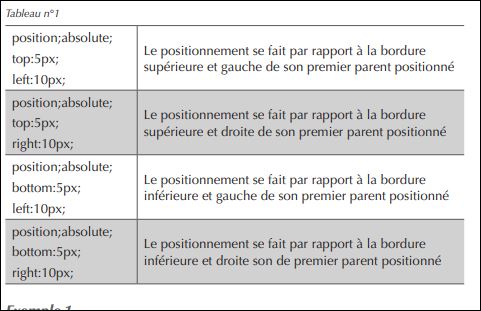 Tableau n°1
position;absolute;
top:5px;
left:10px;
Le positionnement se fait par rapport à la bordure
supérieure et gauche de son premier parent positionné
position;absolute;
top:5px;
right:10px;
Le positionnement se fait par rapport à la bordure
supérieure et droite de son premier parent positionné
position;absolute;
bottom:5px;
left:10px;
Le positionnement se fait par rapport à la bordure
inférieure et gauche de son premier parent positionné
position;absolute;
bottom:5px;
right:10px;
Le positionnement se fait par rapport à la bordure
inférieure et droite son de premier parent positionné
Exemple 1